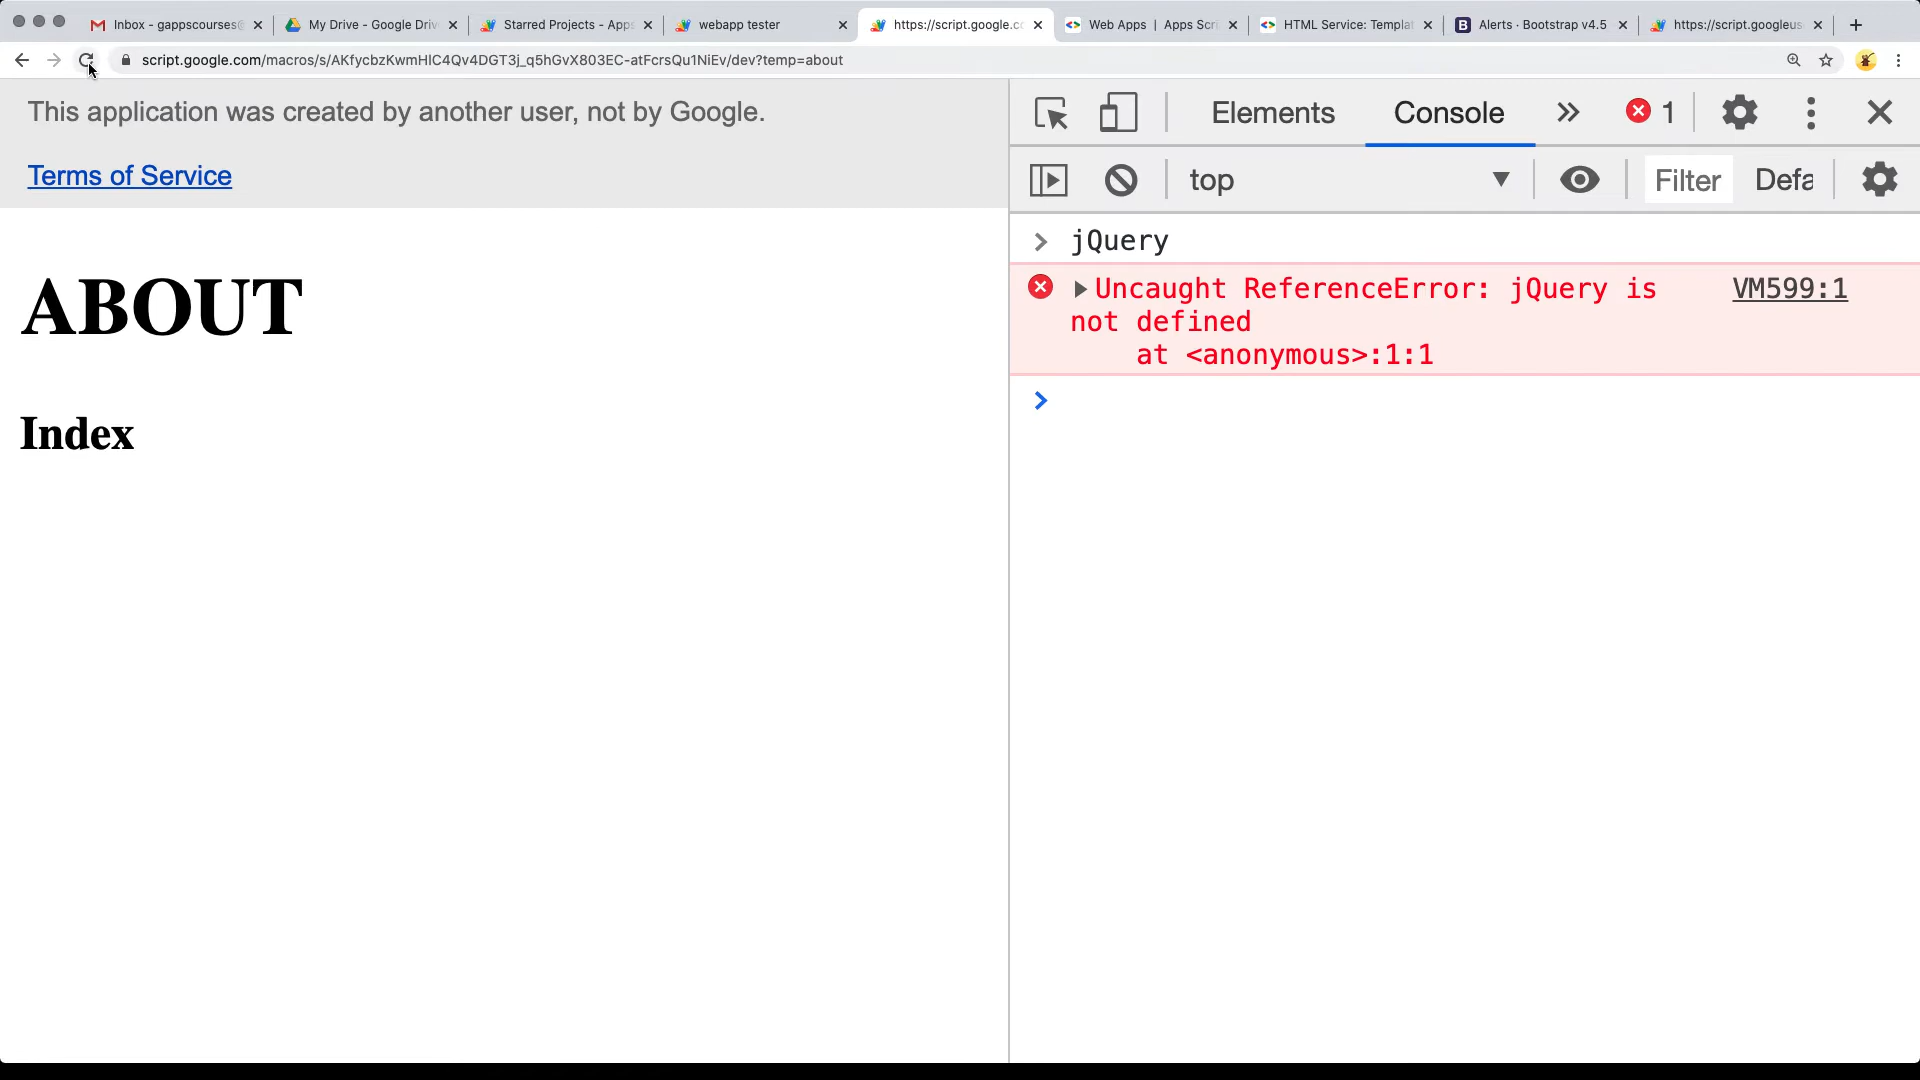 Inbox - gappscourses@
My Drive - Google Driv
Starred Projects - Apps
webapp tester
https://script.google.co
Web Apps | Apps Scri
HTML Service: Templat
Alerts · Bootstrap v4.5
https://script.googleus
script.google.com/macros/s/AKfycbzKwmHIC4Qv4DGT3j_q5hGvX803EC-atFcrsQu1NiEv/dev?temp=about
This application was created by another user, not by Google.
Terms of Service
ABOUT
Index
Elements
Console
1
top
Filter
Defa
jQuery
Uncaught ReferenceError: jQuery is
VM599:1
not defined
at <anonymous>:1:1